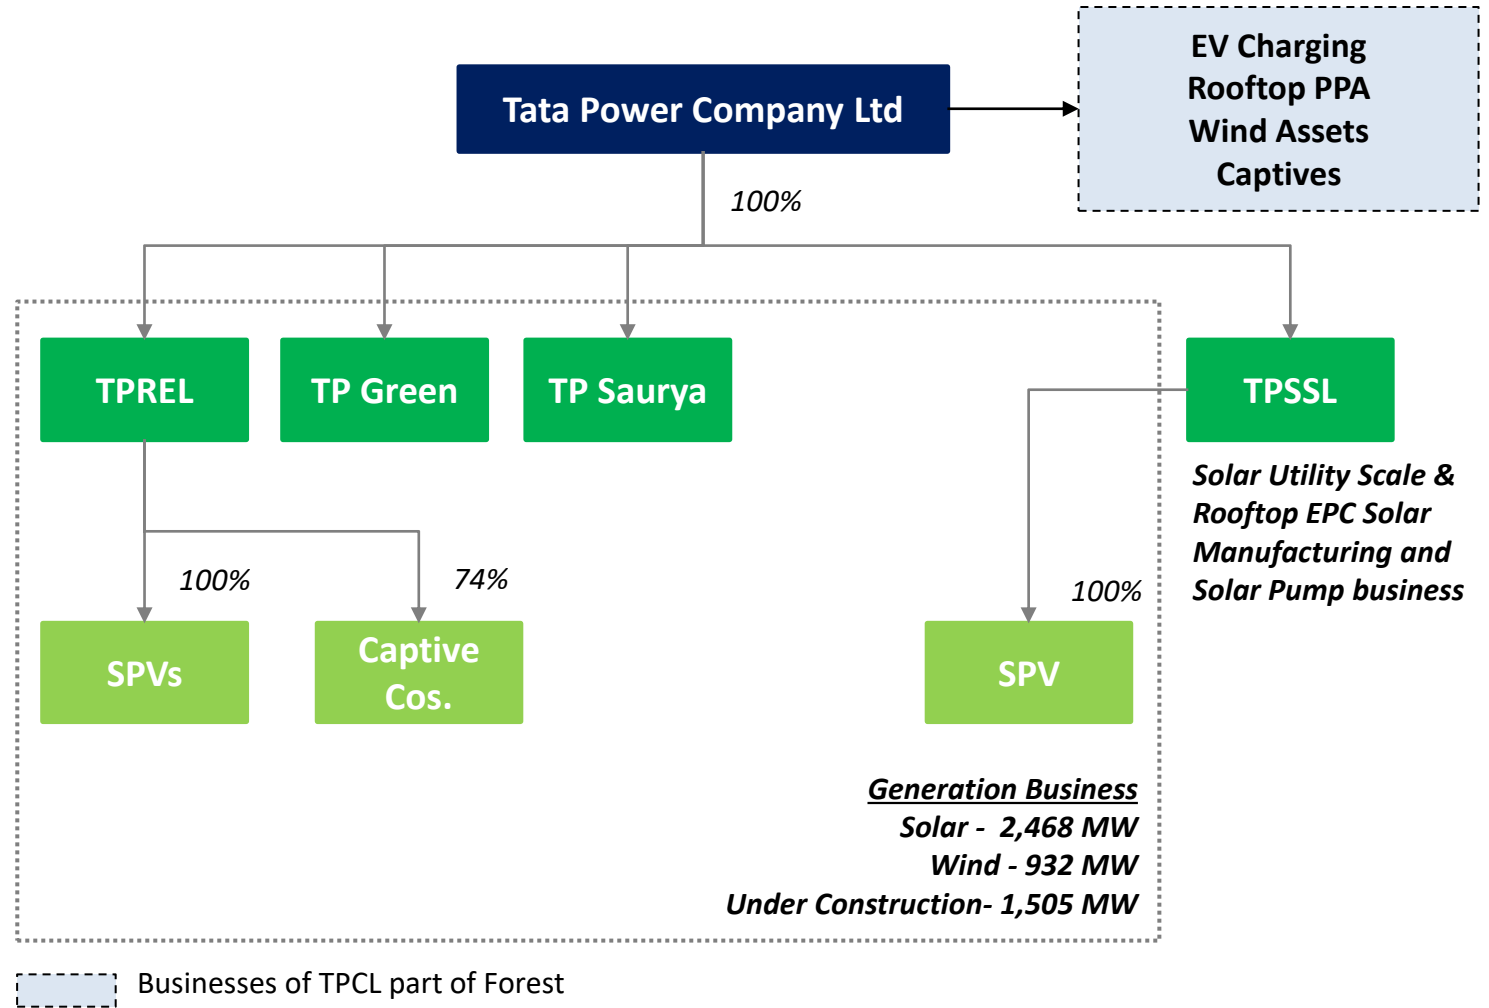 EV Charging
Rooftop PPA
Wind Assets
Captives
Tata Power Company Ltd
100%
TPREL
TP Green
TP Saurya
TPSSL
Solar Utility Scale &
Rooftop EPC Solar
Manufacturing and
Solar Pump business
100%
74%
100%
SPVs
Captive
Cos.
SPV
Generation Business
Solar -  2,468 MW
Wind - 932 MW
Under Construction- 1,505 MW
Businesses of TPCL part of Forest